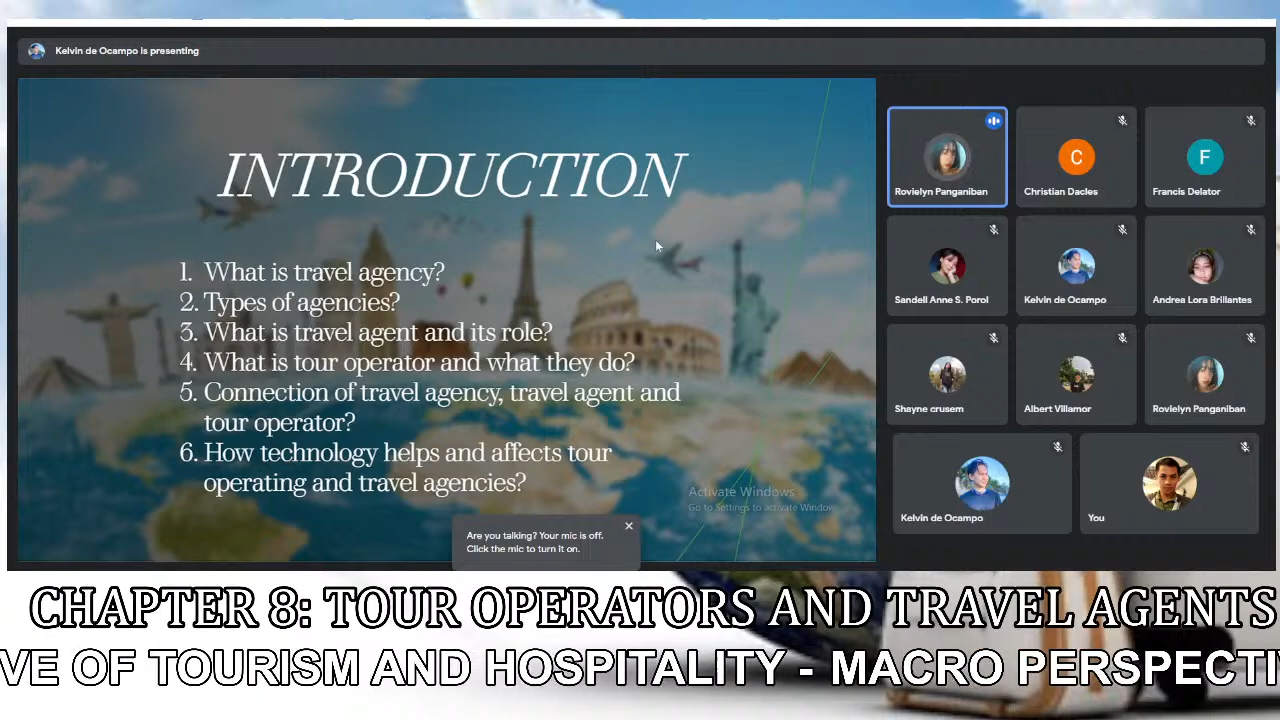 Kelvin de Ocampo is presenting
INTRODUCTION
1. What is travel agency?
2. Types of agencies?
3. What is travel agent and its role?
4. What is tour operator and what they do?
5. Connection of travel agency, travel agent and
tour operator?
6. How technology helps and affects tour
operating and travel agencies?
Activate Windows
Go to Settings to activate Window
Are you talking? Your mic is off.
Click the mic to turn it on.
Rovielyn Panganiban
C
Christian Dacles
F
Francis Delator
Sandell Anne S. Porol
Kelvin de Ocampo
Andrea Lora Brillantes
Shayne crusem
Albert Villamor
Rovielyn Panganiban
Kelvin de Ocampo
You
CHAPTER 8: TOUR OPERATORS AND TRAVEL AGENTS
VE OF TOURISM AND HOSPITALITY - MACRO PERSPECTIV